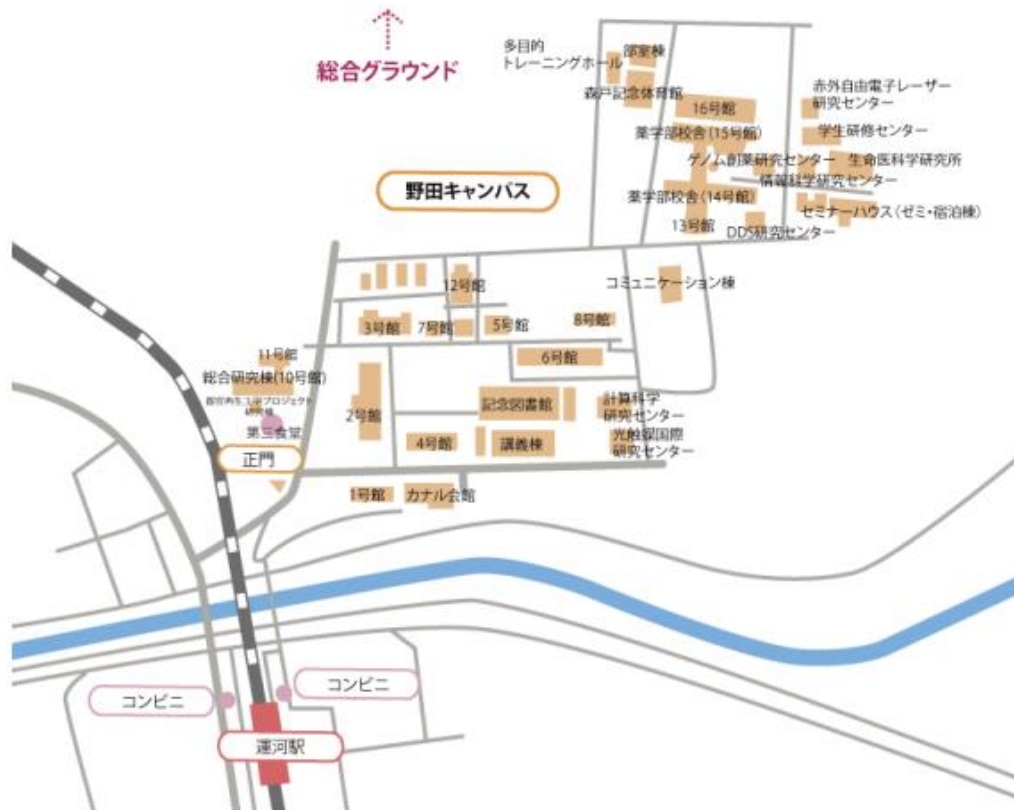 総合グラウンド
多目的
トレーニングホール
部室棟
森戸記念体育館
16号館
赤外自由電子レーザー
研究センター
薬学部校舎(15号館)
学生研修センター
ゲノム創薬研究センター
生命医科学研究所
情報科学研究センター
野田キャンパス
薬学部校舎(14号館)
セミナーハウス(ゼミ・宿泊棟)
13号館
DDS研究センター
12号館
コミュニケーション棟
3号館
7号館
5号館
8号館
11号館
6号館
総合研究棟(10号館)
2号館
記念図書館
計算科学
研究センター
第三食堂
4号館
講義棟
光触媒国際
研究センター
正門
1号館
カナル会館
コンビニ
コンビニ
運河駅